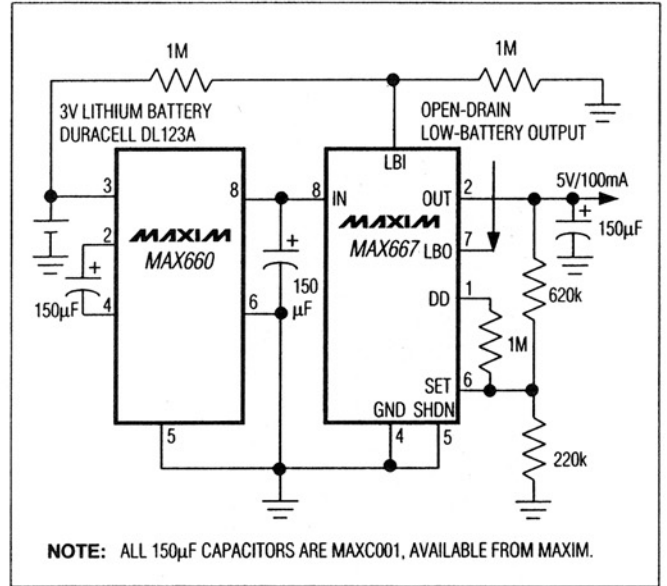 1M
1M
3V LITHIUM BATTERY
DURACELL DL123A
OPEN-DRAIN
LOW-BATTERY OUTPUT
LBI
3
8
8
IN
OUT
2
5V/100mA
MAXIM
MAX660
MAXIM
MAX667
2
+
150µF
4
+
150
µF
6
LBO
7
+
150µF
DD
1
620k
1M
SET
6
GND
SHDN
5
4
5
220k
NOTE: ALL 150µF CAPACITORS ARE MAXC001, AVAILABLE FROM MAXIM.